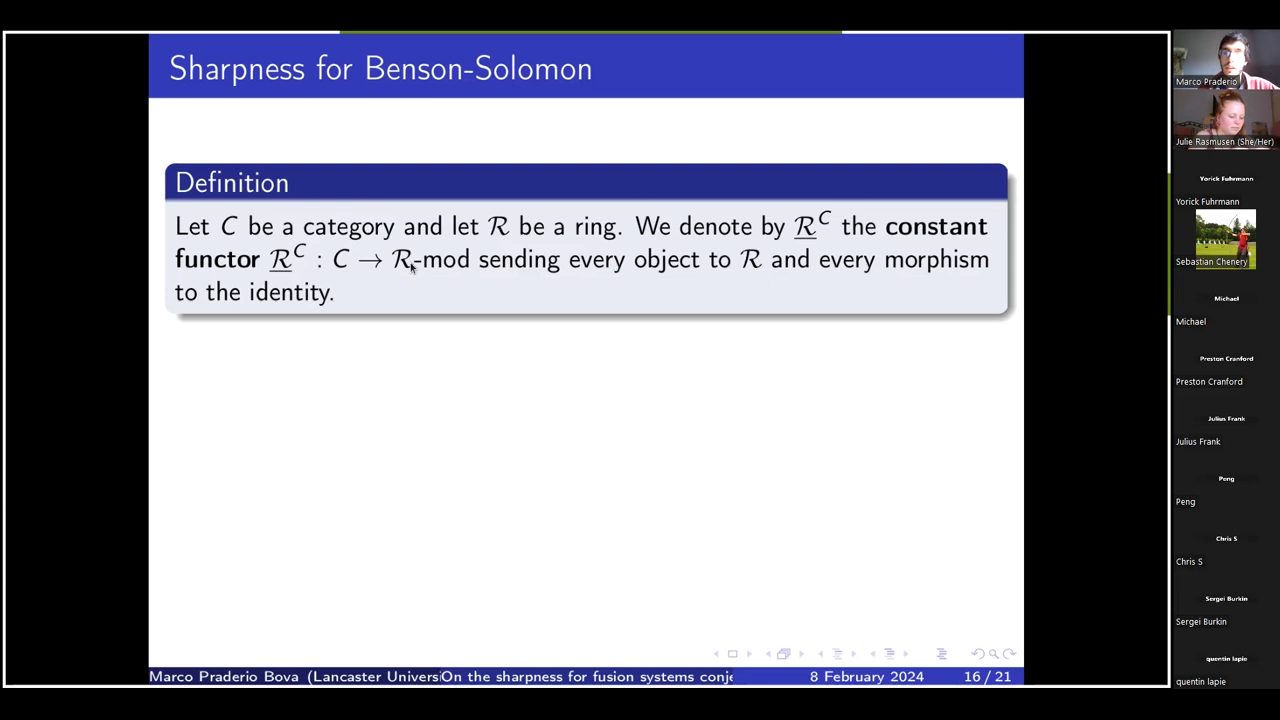 Sharpness for Benson-Solomon
Definition
Let C be a category and let R be a ring. We denote by R^C the constant
functor R^C : C → R-mod sending every object to R and every morphism
to the identity.
Marco Praderio Bova (Lancaster Universi On the sharpness for fusion systems conje 8 February 2024 16 / 21
Marco Praderio
Julie Rasmusen (She/Her)
Yorick Fuhrmann
Yorick Fuhrmann
Sebastian Chenery
Michael
Michael
Preston Cranford
Preston Cranford
Julius Frank
Julius Frank
Peng
Peng
Chris S
Chris S
Sergei Burkin
Sergei Burkin
quentin lapie
quentin lapie